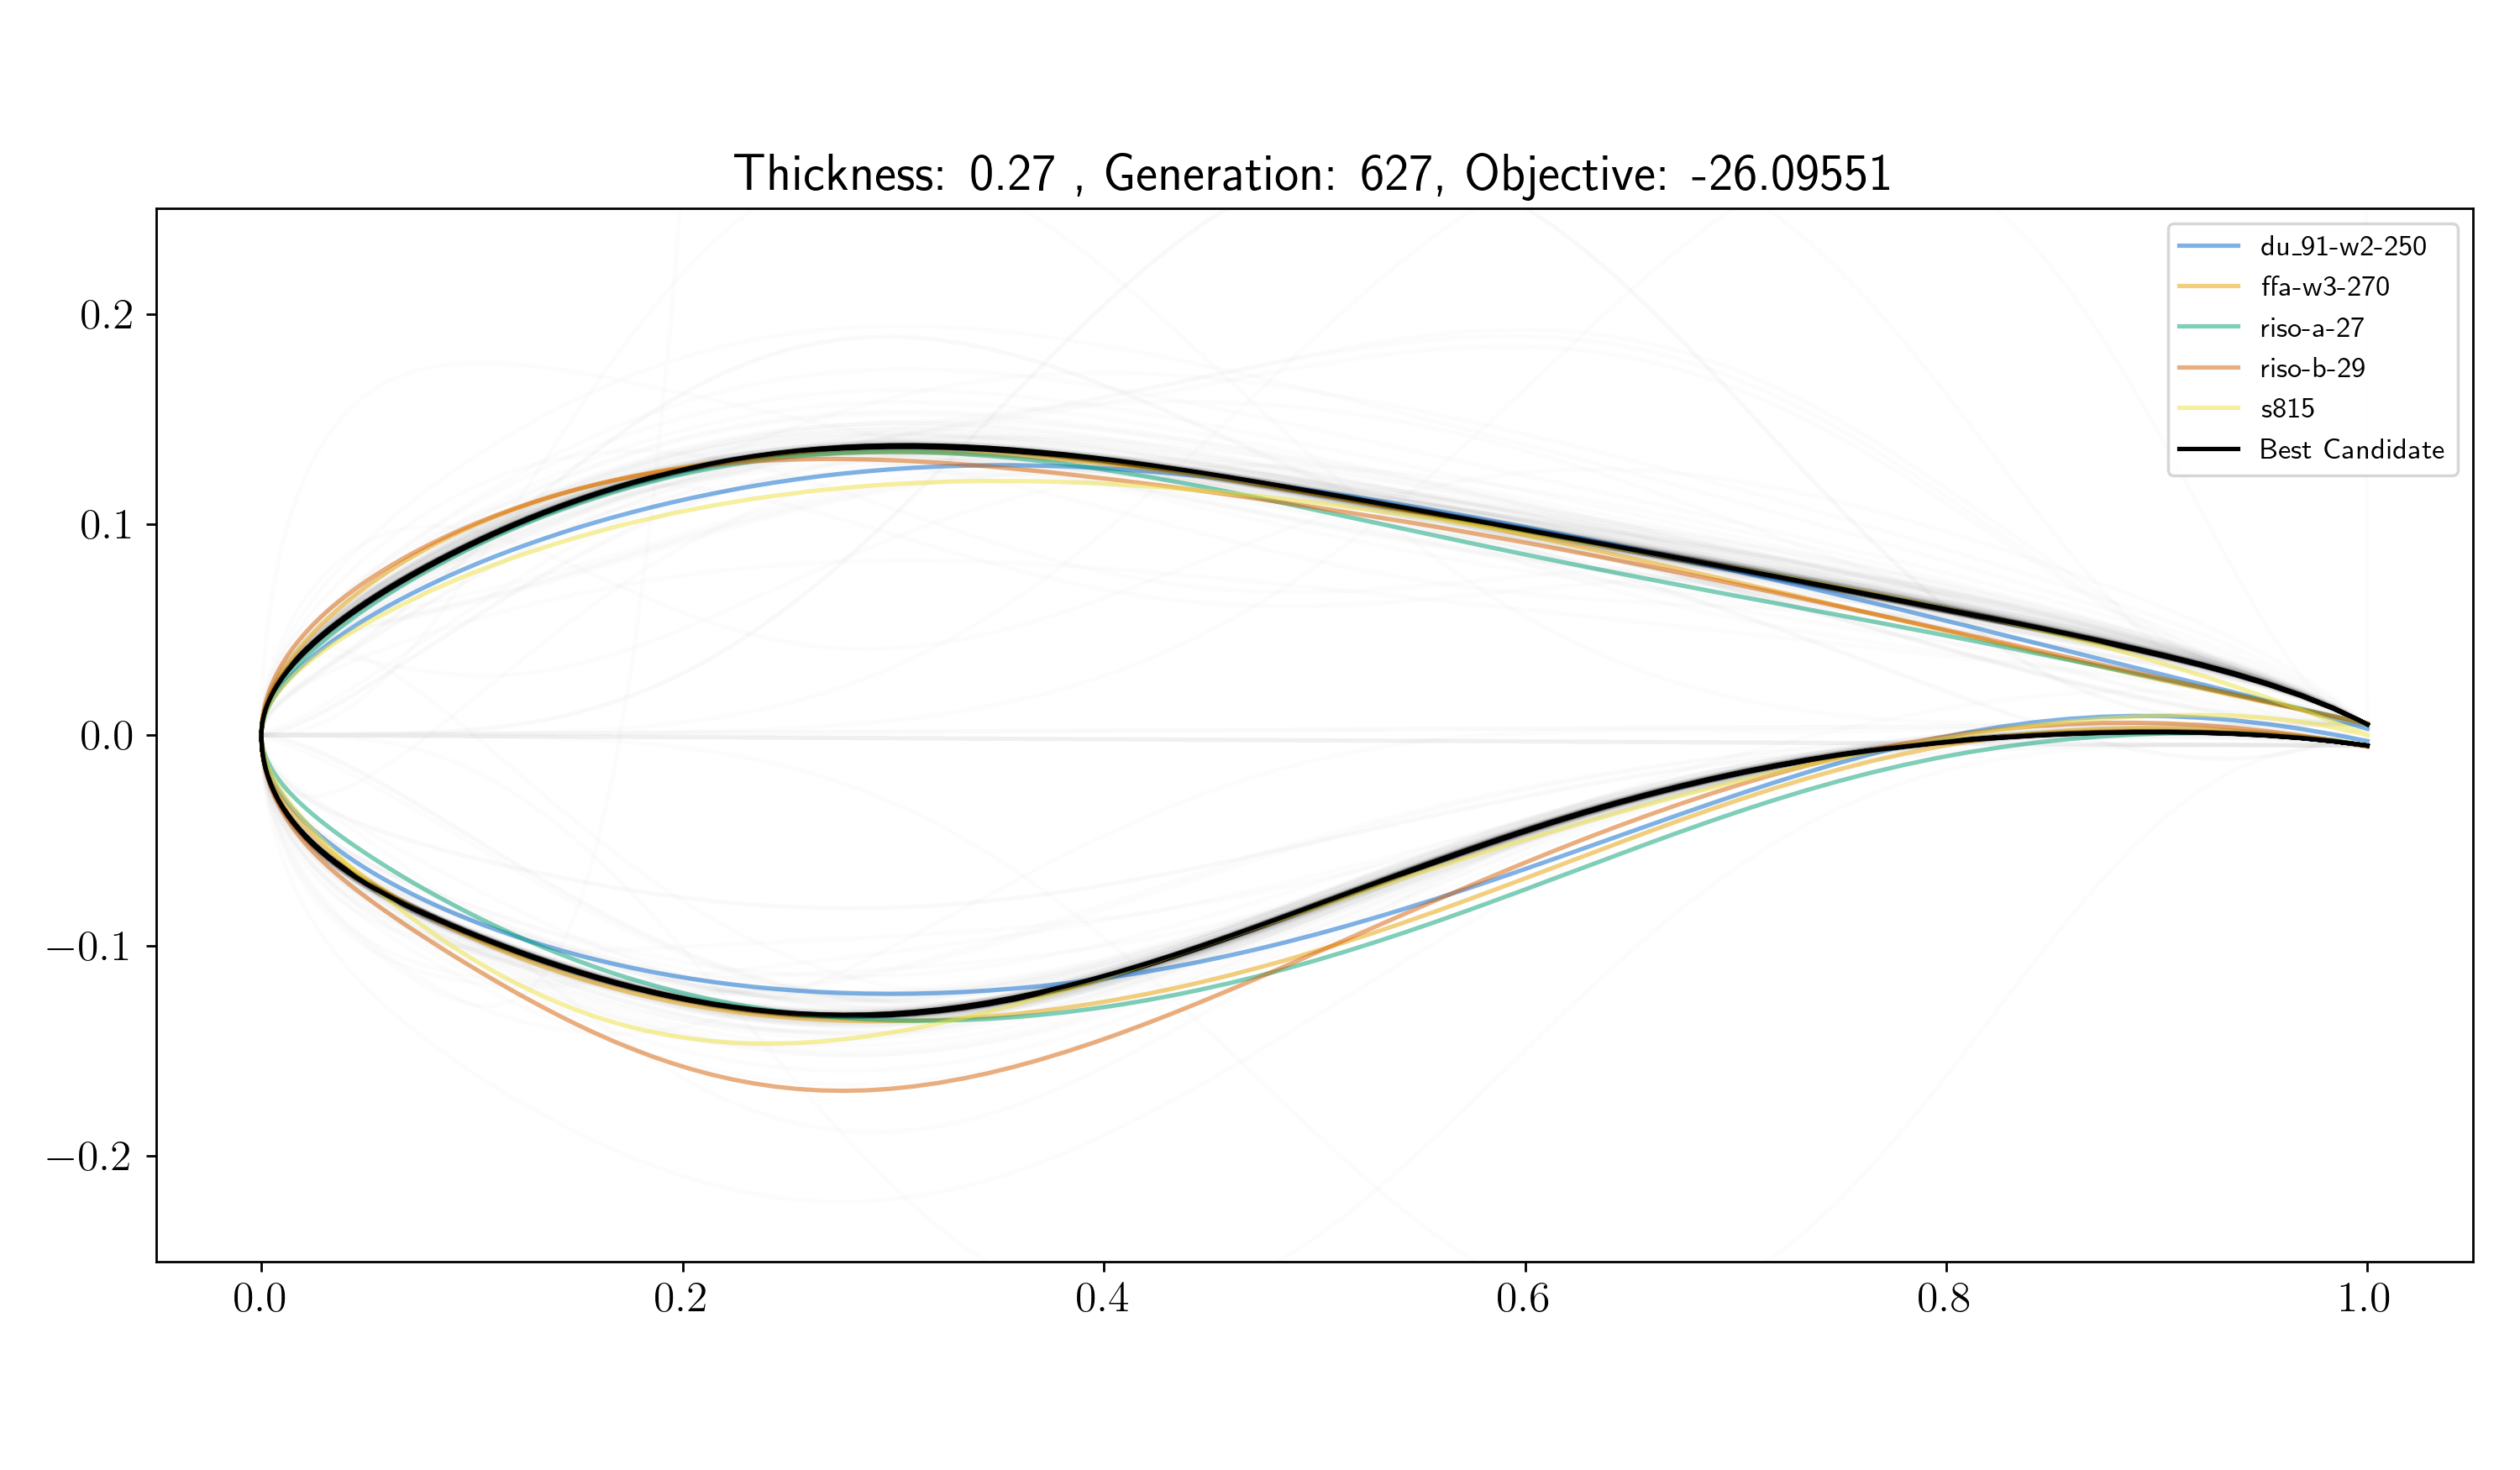 Thickness: 0.27 , Generation: 627, Objective: -26.09551
du_91-w2-250
ffa-w3-270
riso-a-27
riso-b-29
s815
Best Candidate
0.2
0.1
0.0
−0.1
−0.2
0.0 0.2 0.4 0.6 0.8 1.0